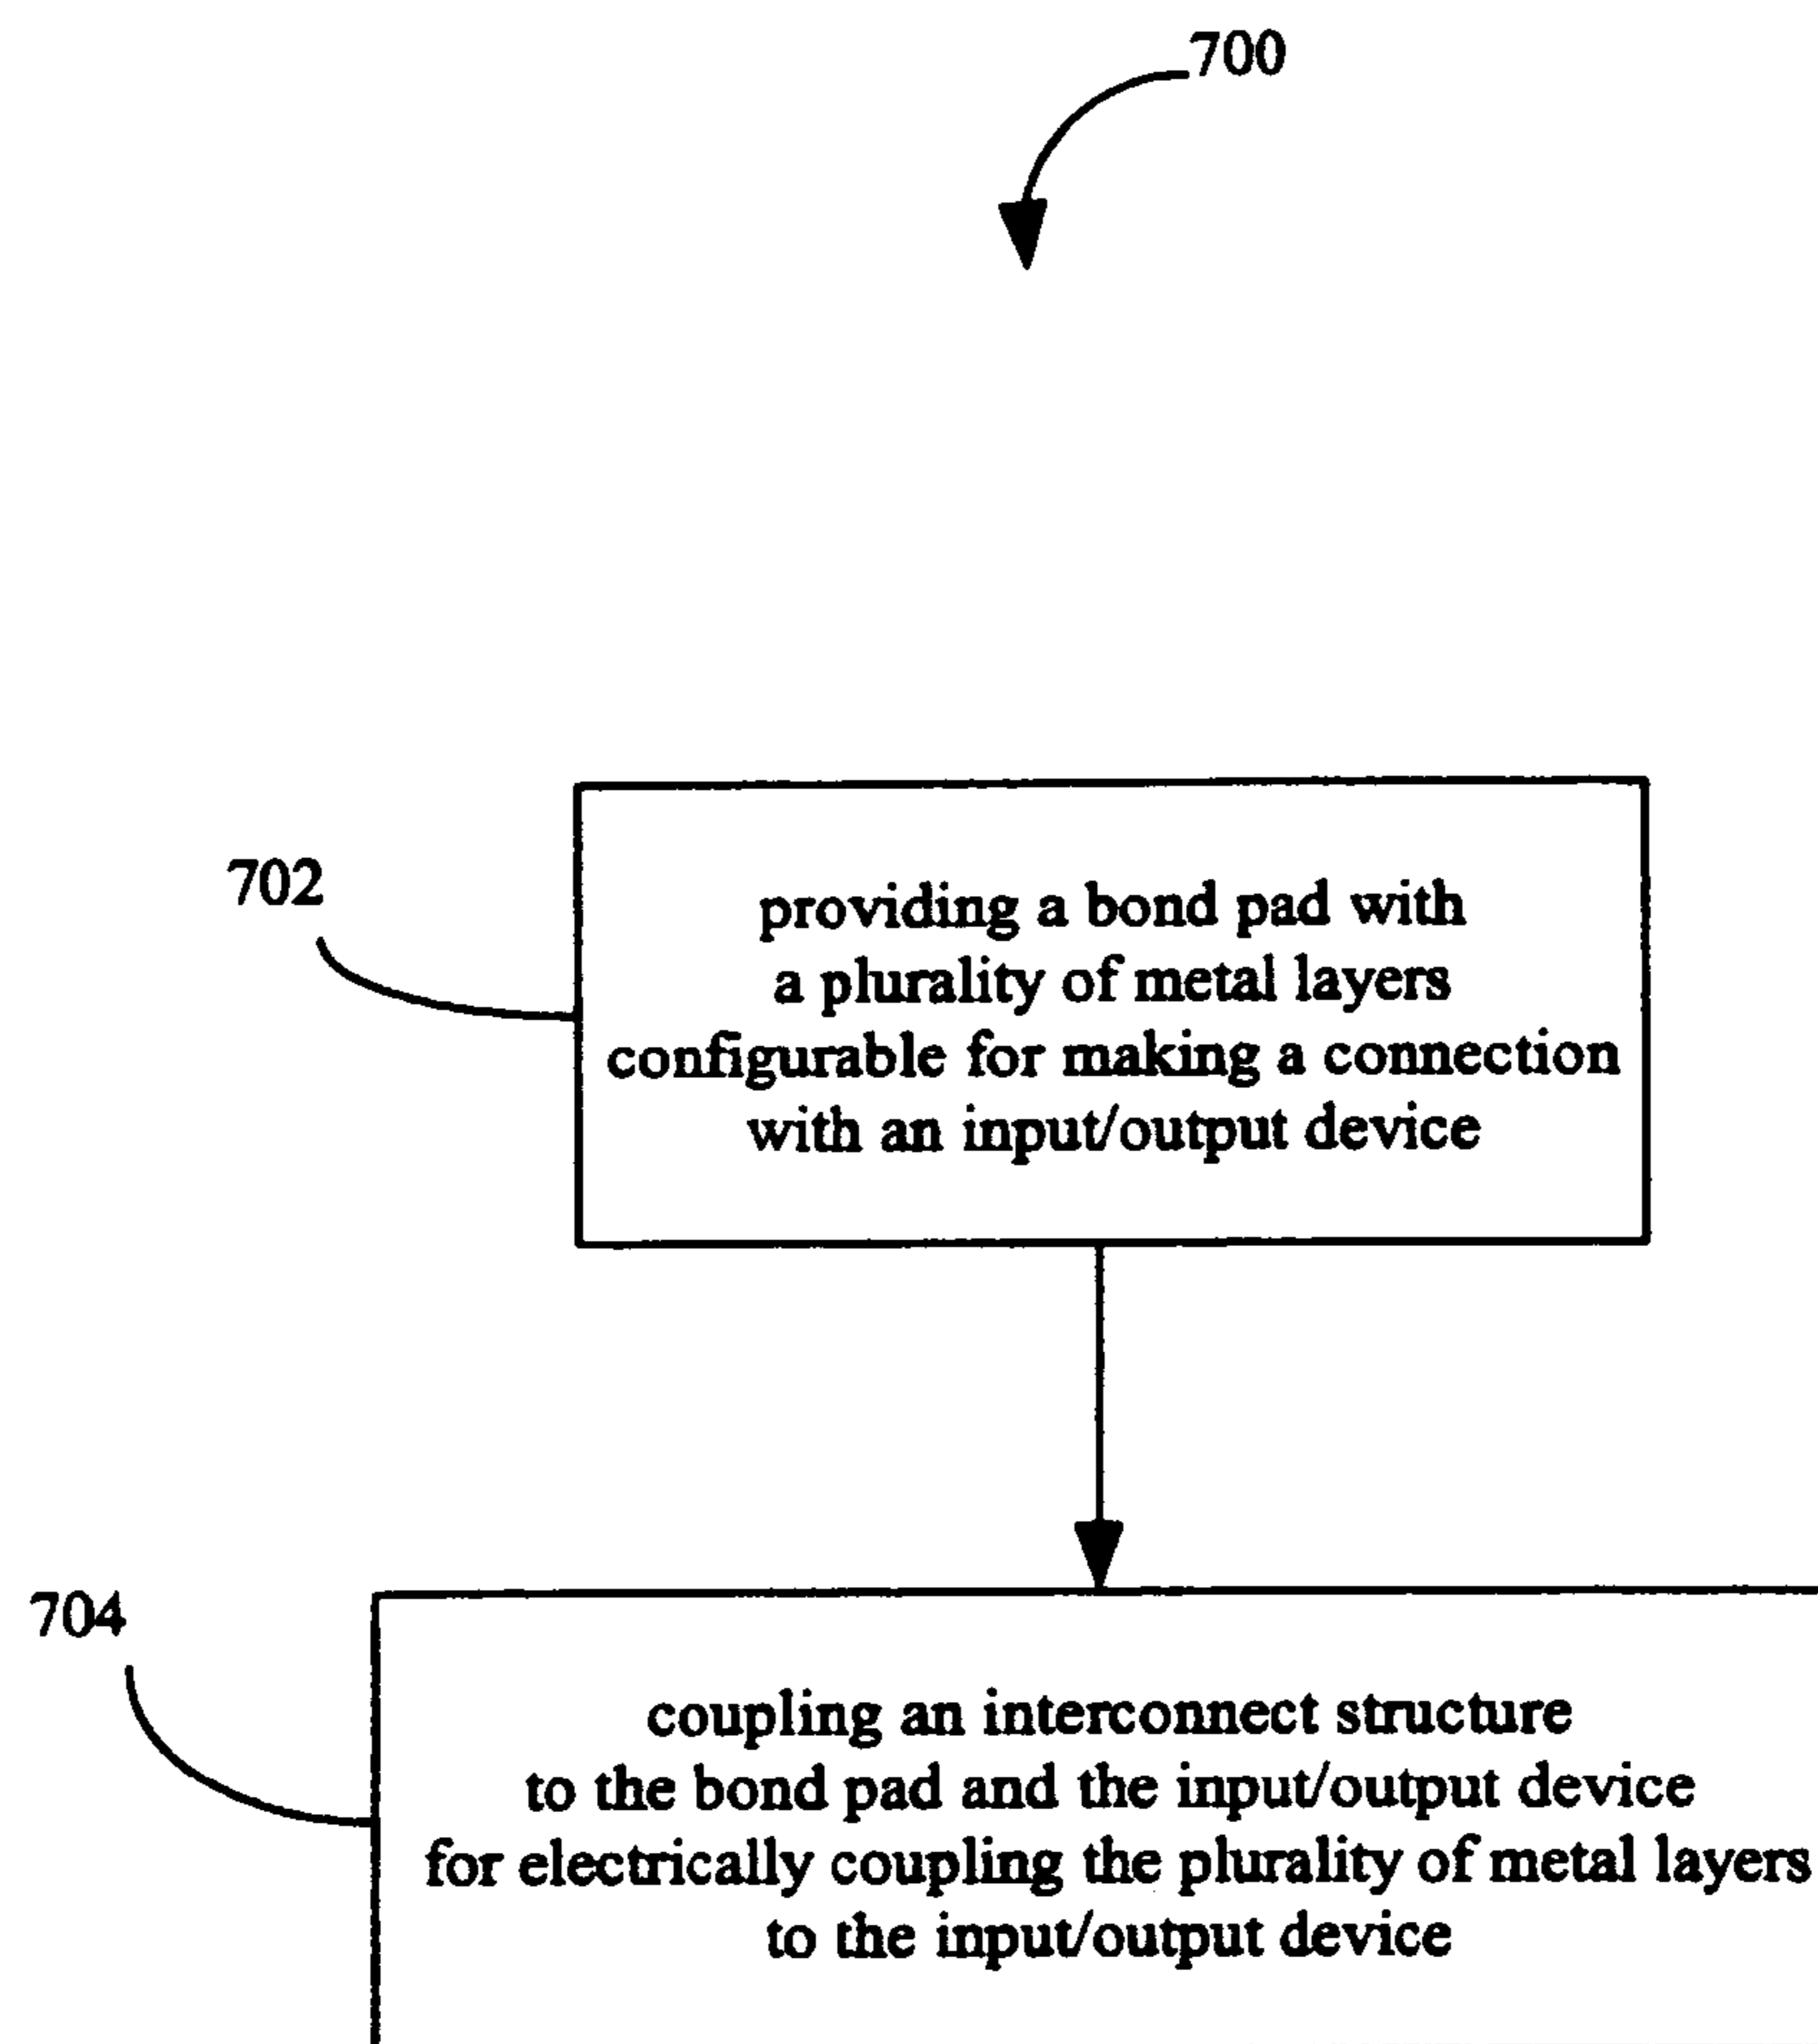 700
702
providing a bond pad with
a plurality of metal layers
configurable for making a connection
with an input/output device
704
coupling an interconnect structure
to the bond pad and the input/output device
for electrically coupling the plurality of metal layers
to the input/output device